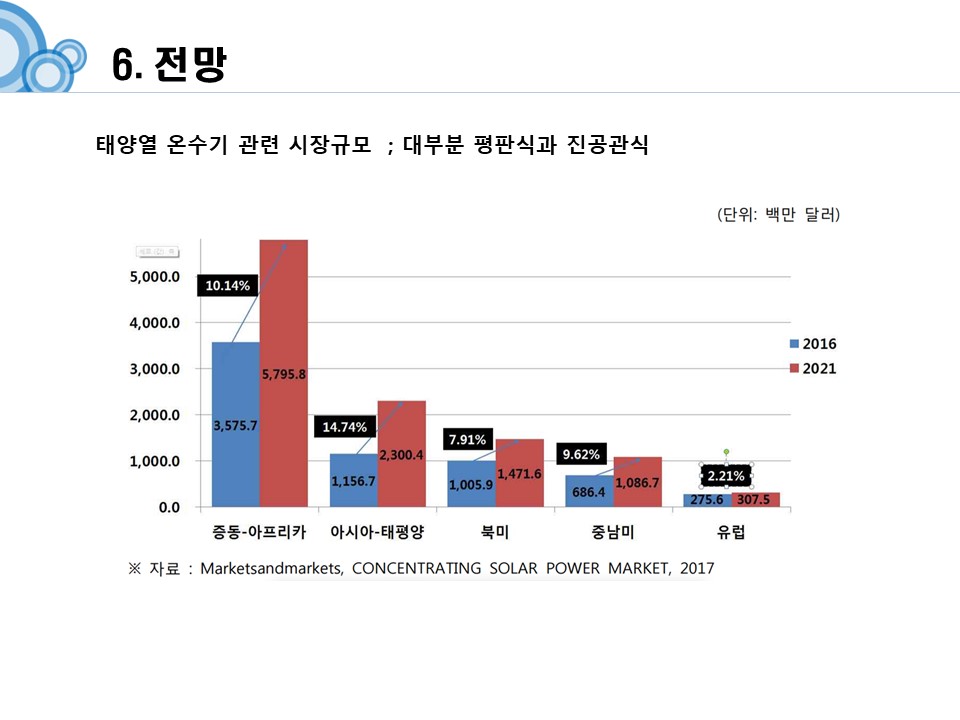 6. 전망
태양열 온수기 관련 시장규모 ; 대부분 평판식과 진공관식
(단위: 백만 달러)
5,000.0
4,000.0
3,000.0
2,000.0
1,000.0
0.0
10.14%
14.74%
7.91%
9.62%
2.21%
3,575.7
5,795.8
1,156.7
2,300.4
1,005.9
1,471.6
686.4
1,086.7
275.6
307.5
2016
2021
증동-아프리카
아시아-태평양
북미
중남미
유럽
※ 자료 : Marketsandmarkets, CONCENTRATING SOLAR POWER MARKET, 2017